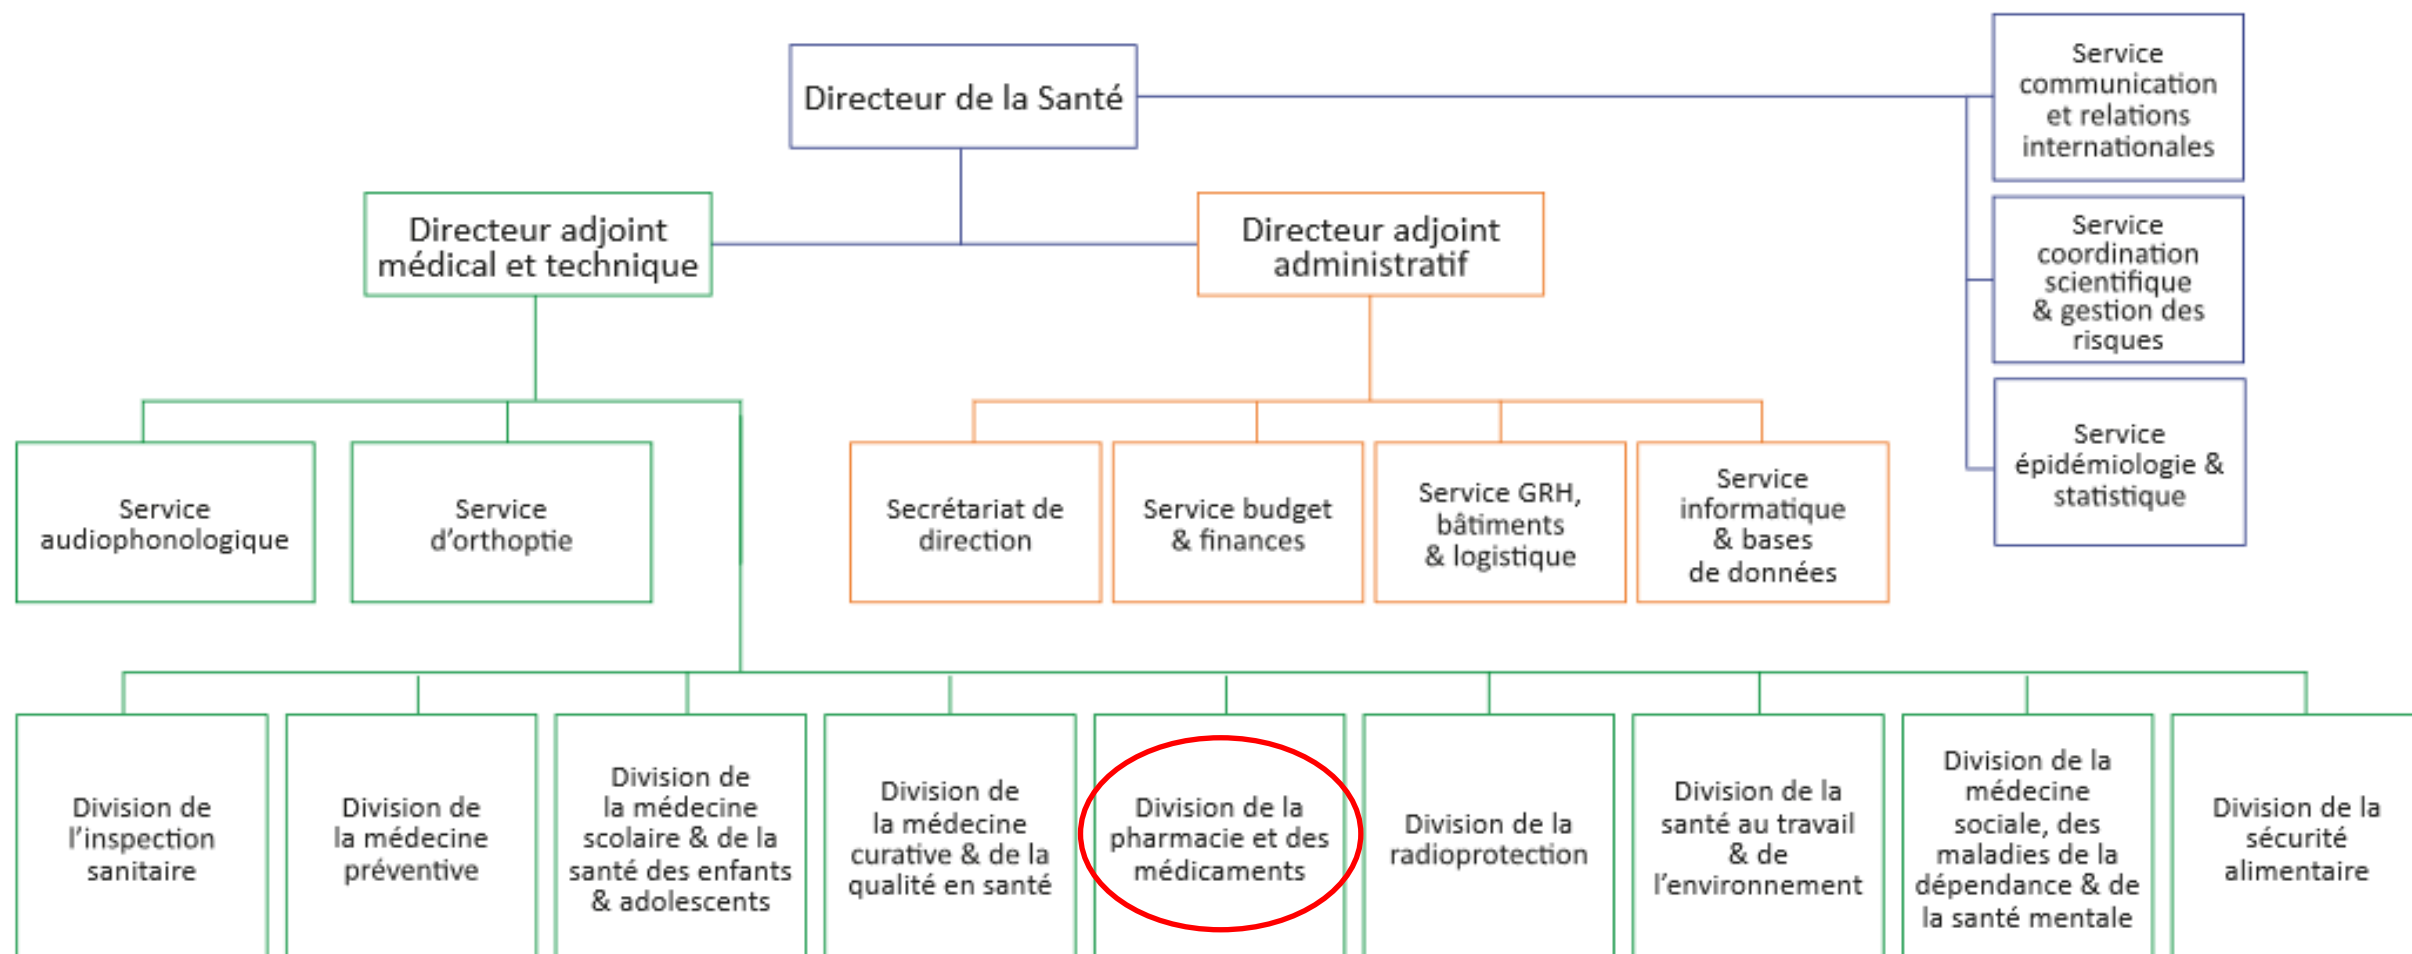 Directeur de la Santé
Service
communication
et relations
internationales
Service
coordination
scientifique
& gestion des
risques
Service
épidémiologie &
statistique
Directeur adjoint
médical et technique
Directeur adjoint
administratif
Service
audiophonologique
Service
d'orthoptie
Secrétariat de
direction
Service budget
& finances
Service GRH,
bâtiments
& logistique
Service
informatique
& bases
de données
Division de
l'inspection
sanitaire
Division de
la médecine
préventive
Division de
la médecine
scolaire & de la
santé des enfants
& adolescents
Division de
la médecine
curative & de la
qualité en santé
Division de la
pharmacie et des
médicaments
Division de la
radioprotection
Division de la
santé au travail
& de
l'environnement
Division de la
médecine
sociale, des
maladies de la
dépendance & de
la santé mentale
Division de la
sécurité
alimentaire